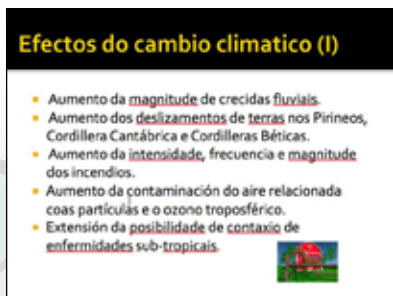 Efectos do cambio climatico (I)
Aumento da magnitude de crecidas fluviais.
Aumento dos deslizamentos de terras nos Pirineos,
Cordillera Cantábrica e Cordilleras Béticas.
Aumento da intensidade, frecuencia e magnitude
dos incendios.
Aumento da contaminación do aire relacionada
coas partículas e o ozono troposférico.
Extensión da posibilidade de contaxio de
enfermidades sub-tropicais.